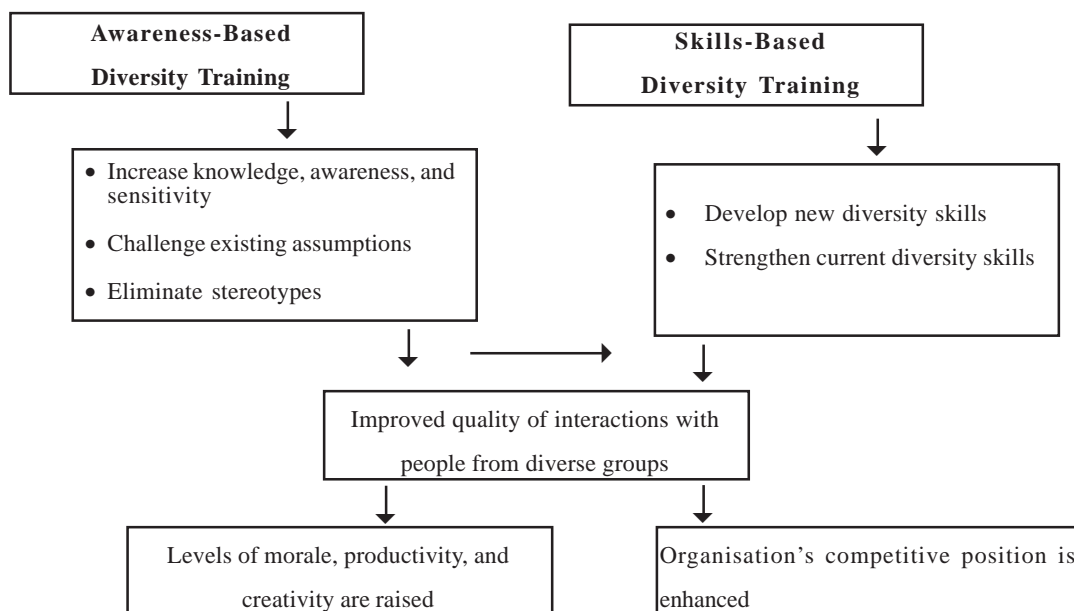 Awareness-Based
Diversity Training
Skills-Based
Diversity Training
• Increase knowledge, awareness, and
sensitivity
• Challenge existing assumptions
• Eliminate stereotypes
• Develop new diversity skills
• Strengthen current diversity skills
Improved quality of interactions with
people from diverse groups
Levels of morale, productivity, and
creativity are raised
Organisation's competitive position is
enhanced